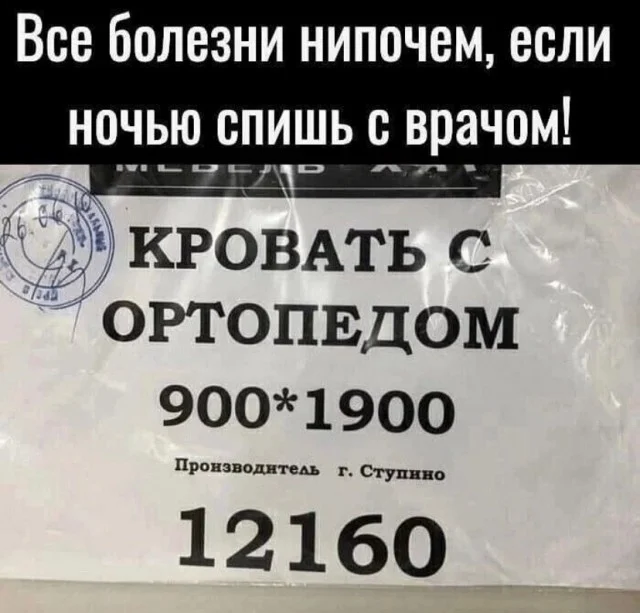 Все болезни нипочем, если
ночью спишь с врачом!
КРОВАТЬ С
ОРТОПЕДОМ
900*1900
Производитель г. Ступино
12160